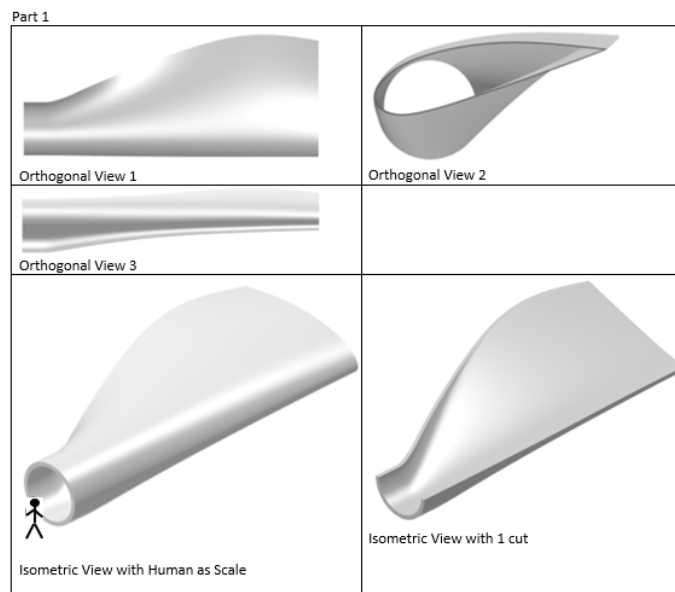 Part 1
Orthogonal View 1
Orthogonal View 2
Orthogonal View 3
Isometric View with Human as Scale
Isometric View with 1 cut